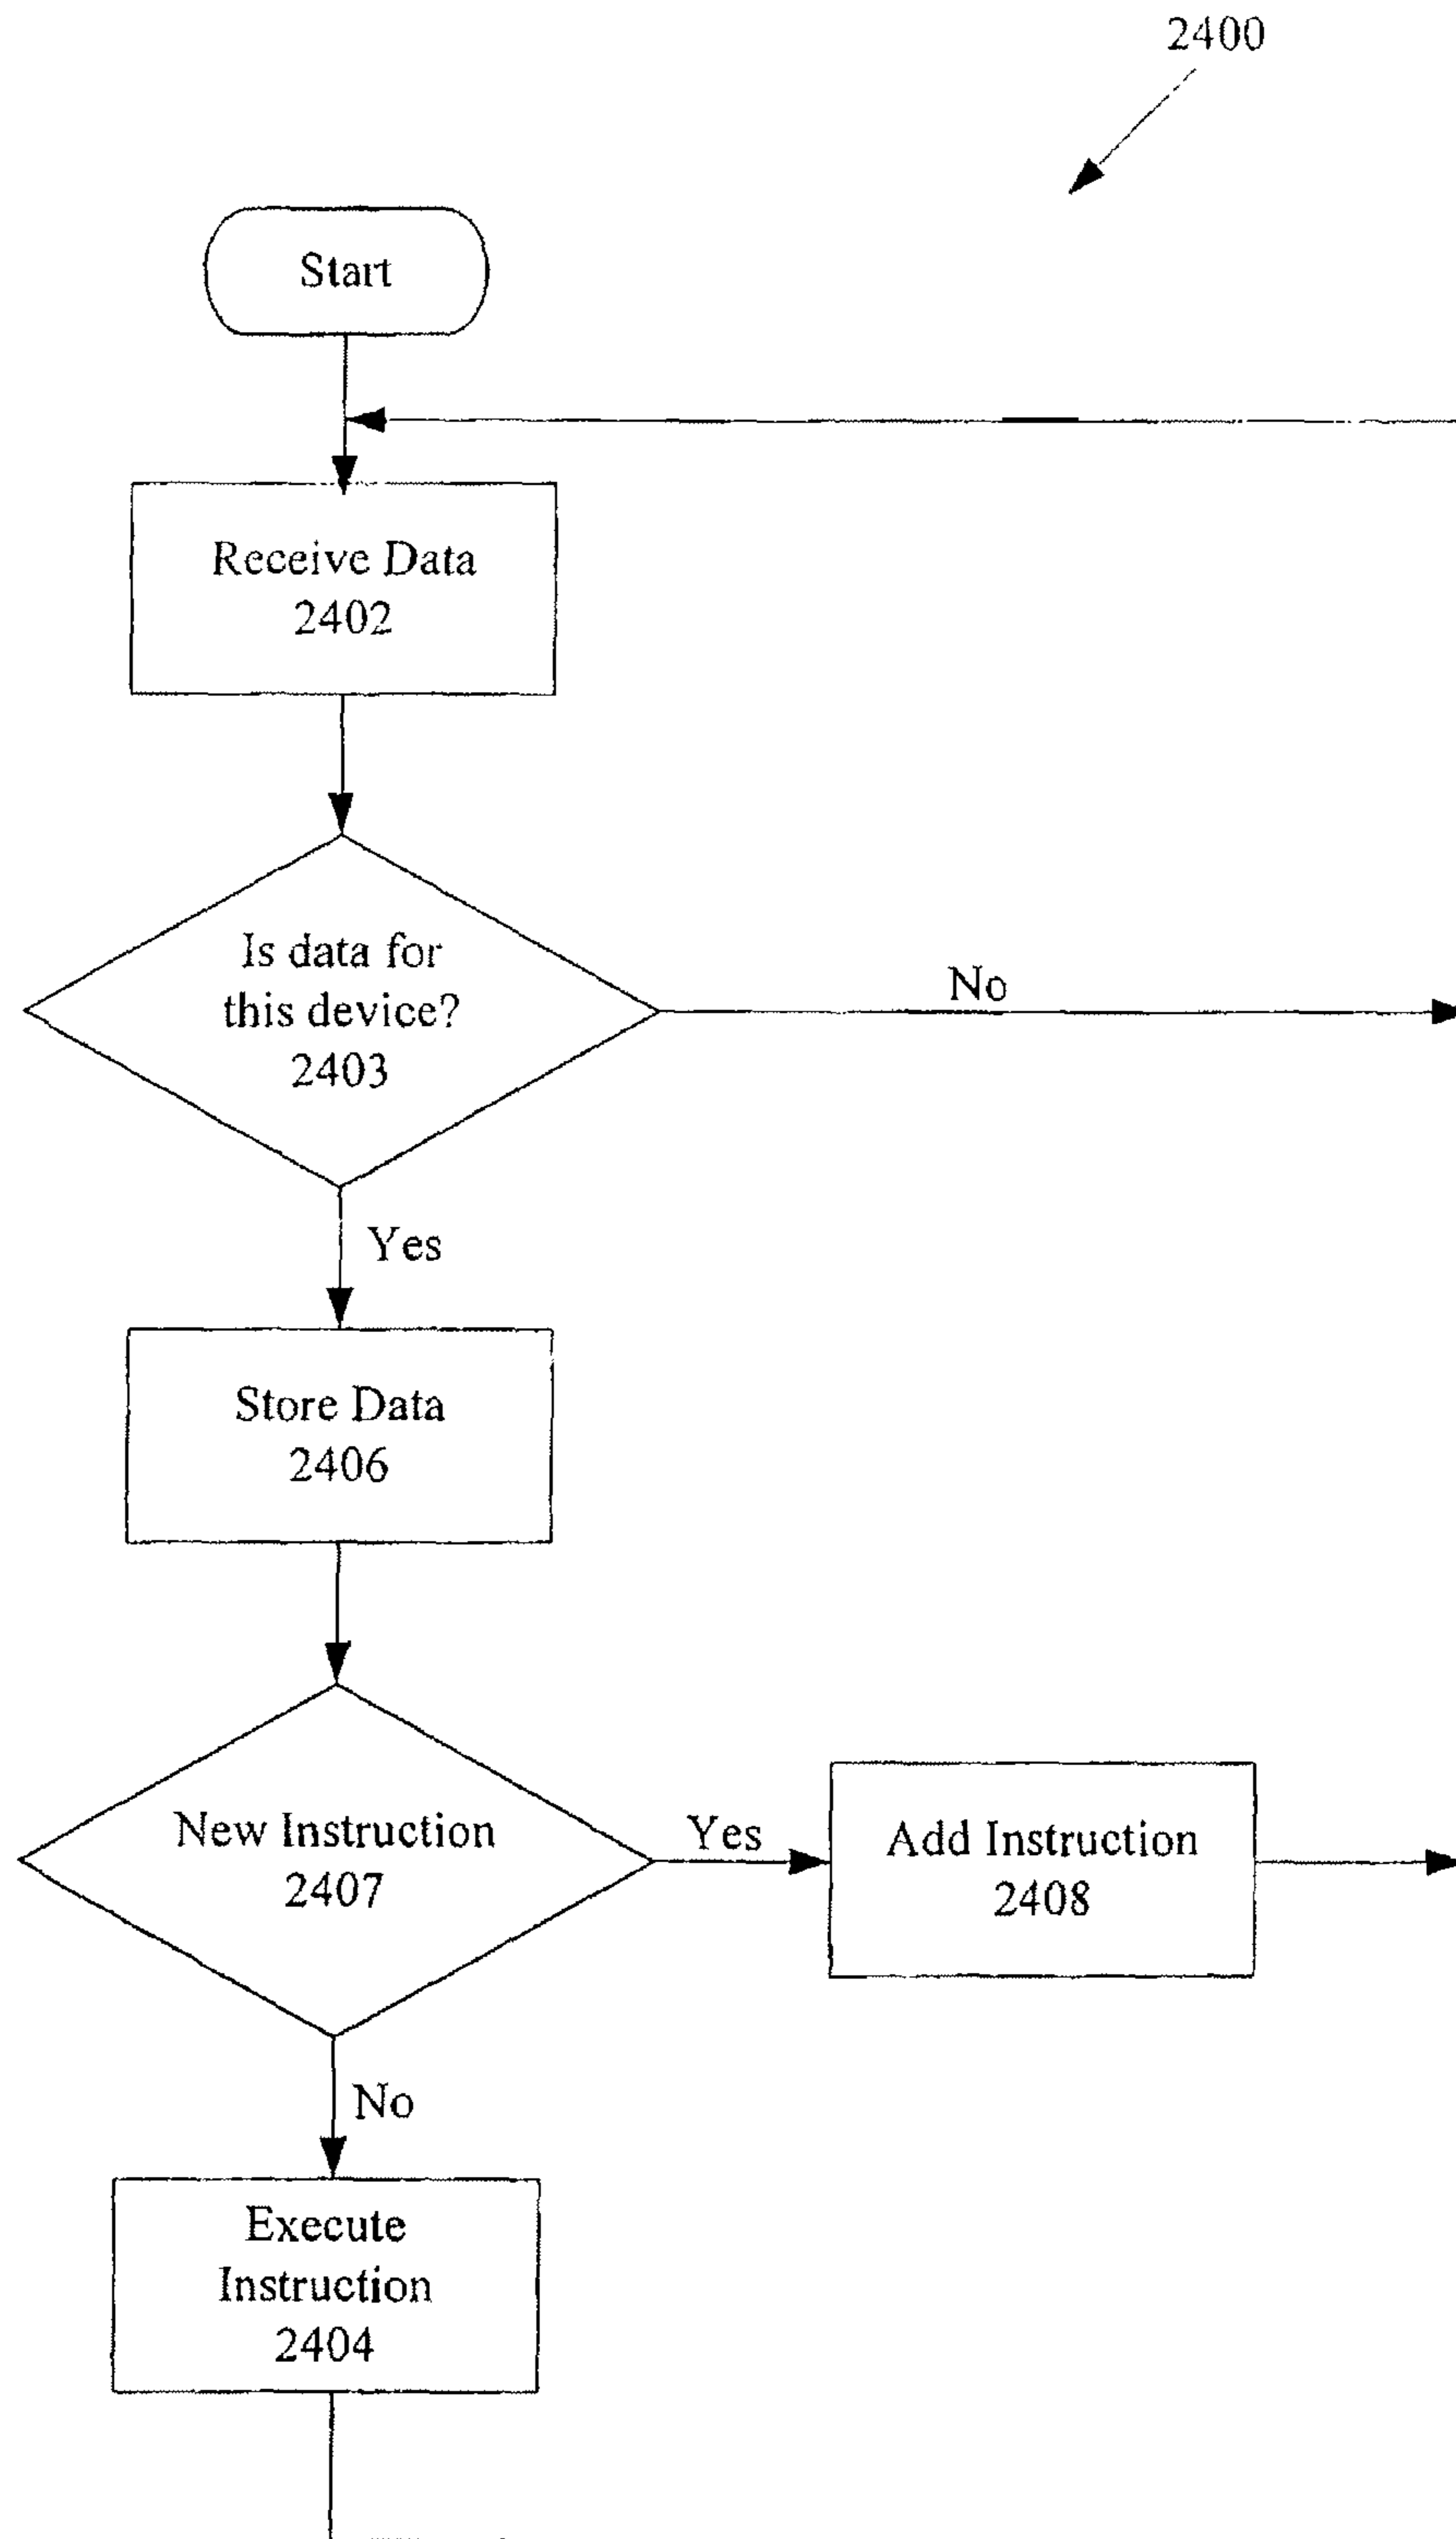 2400
Start
Receive Data
2402
Is data for
this device?
2403
No
Yes
Store Data
2406
New Instruction
2407
Yes
Add Instruction
2408
No
Execute
Instruction
2404